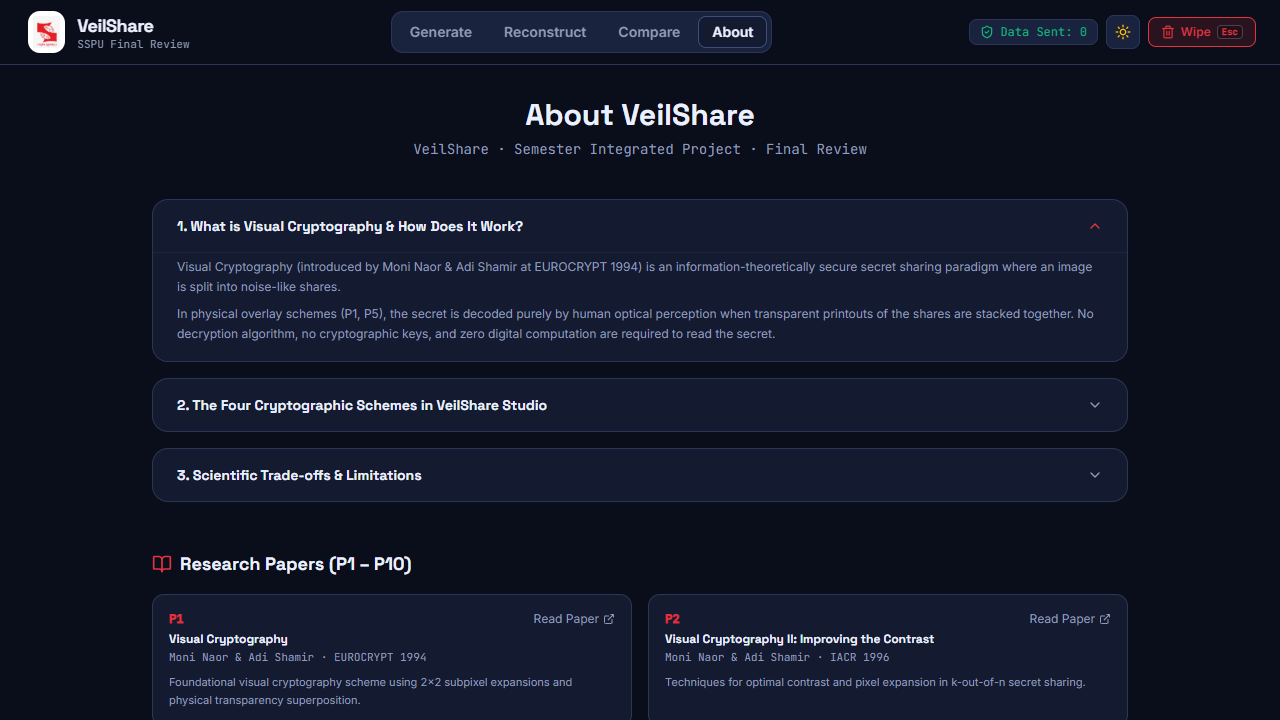 VeilShare
SSPU Final Review
Generate
Reconstruct
Compare
About
Data Sent: 0
Wipe Esc
About VeilShare
VeilShare · Semester Integrated Project · Final Review
1. What is Visual Cryptography & How Does It Work?
Visual Cryptography (introduced by Moni Naor & Adi Shamir at EUROCRYPT 1994) is an information-theoretically secure secret sharing paradigm where an image
is split into noise-like shares.
In physical overlay schemes (P1, P5), the secret is decoded purely by human optical perception when transparent printouts of the shares are stacked together. No
decryption algorithm, no cryptographic keys, and zero digital computation are required to read the secret.
2. The Four Cryptographic Schemes in VeilShare Studio
3. Scientific Trade-offs & Limitations
Research Papers (P1 – P10)
P1
Read Paper
Visual Cryptography
Moni Naor & Adi Shamir · EUROCRYPT 1994
Foundational visual cryptography scheme using 2×2 subpixel expansions and
physical transparency superposition.
P2
Read Paper
Visual Cryptography II: Improving the Contrast
Moni Naor & Adi Shamir · IACR 1996
Techniques for optimal contrast and pixel expansion in k-out-of-n secret sharing.